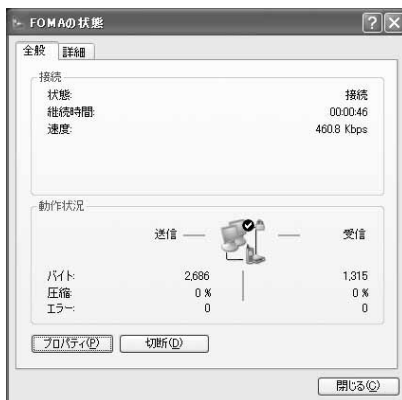 FOMAの状態
全般 詳細
接続
状態: 接続
継続時間: 00:00:46
速度: 460.8 Kbps
動作状況
送信 — — 受信
バイト: 2,686 1,315
圧縮: 0 % 0 %
エラー: 0 0
プロパティ(P) 切断(D)
閉じる(C)